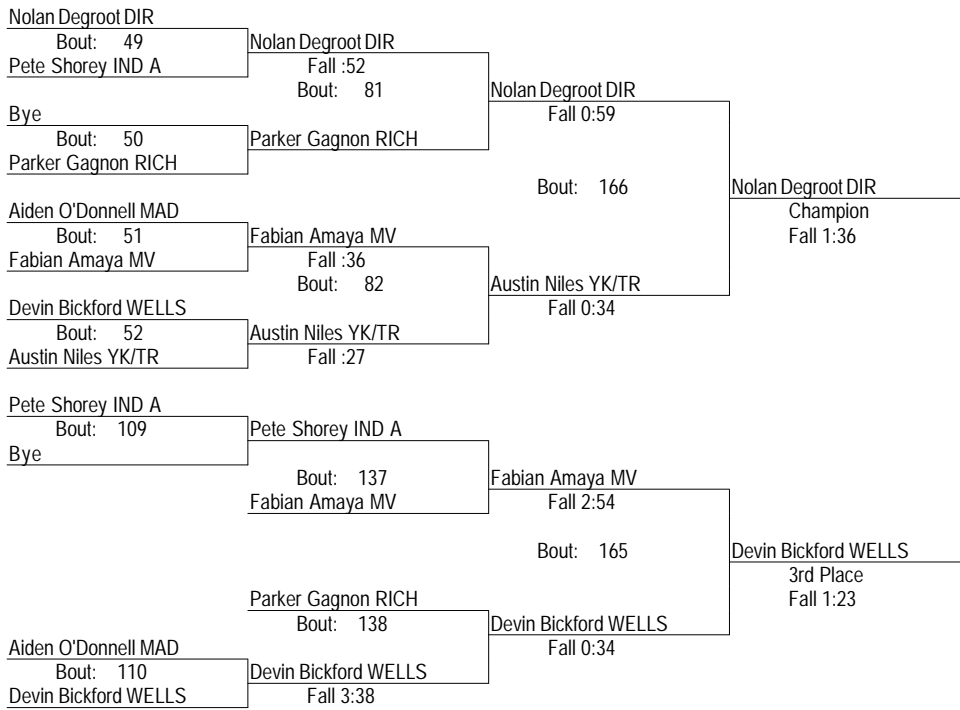 Nolan Degroot DIR
Bout: 49
Pete Shorey IND A
Nolan Degroot DIR
Fall :52
Bout: 81
Bye
Bout: 50
Parker Gagnon RICH
Parker Gagnon RICH
Nolan Degroot DIR
Fall 0:59
Bout: 166
Aiden O'Donnell MAD
Bout: 51
Fabian Amaya MV
Fabian Amaya MV
Fall :36
Bout: 82
Devin Bickford WELLS
Bout: 52
Austin Niles YK/TR
Austin Niles YK/TR
Fall :27
Austin Niles YK/TR
Fall 0:34
Nolan Degroot DIR
Champion
Fall 1:36
Pete Shorey IND A
Bout: 109
Bye
Pete Shorey IND A
Bout: 137
Fabian Amaya MV
Fabian Amaya MV
Fall 2:54
Bout: 165
Parker Gagnon RICH
Bout: 138
Aiden O'Donnell MAD
Bout: 110
Devin Bickford WELLS
Devin Bickford WELLS
Fall 3:38
Devin Bickford WELLS
Fall 0:34
Devin Bickford WELLS
3rd Place
Fall 1:23